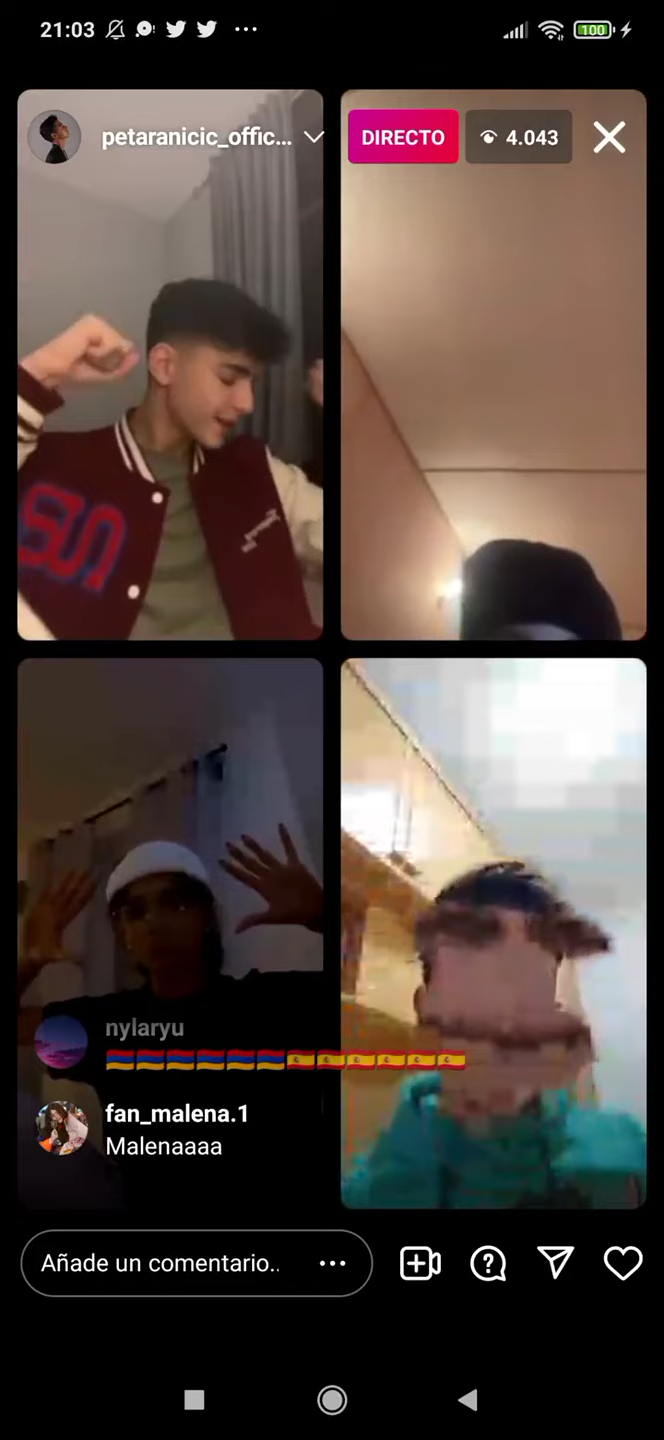 21:03
100
petaranicic_offic...
DIRECTO
4.043
nylaryu
🇦🇲🇦🇲🇦🇲🇦🇲🇦🇲🇦🇲🇪🇸🇪🇸🇪🇸🇪🇸🇪🇸🇪🇸
fan_malena.1
Malenaaaa
Añade un comentario..